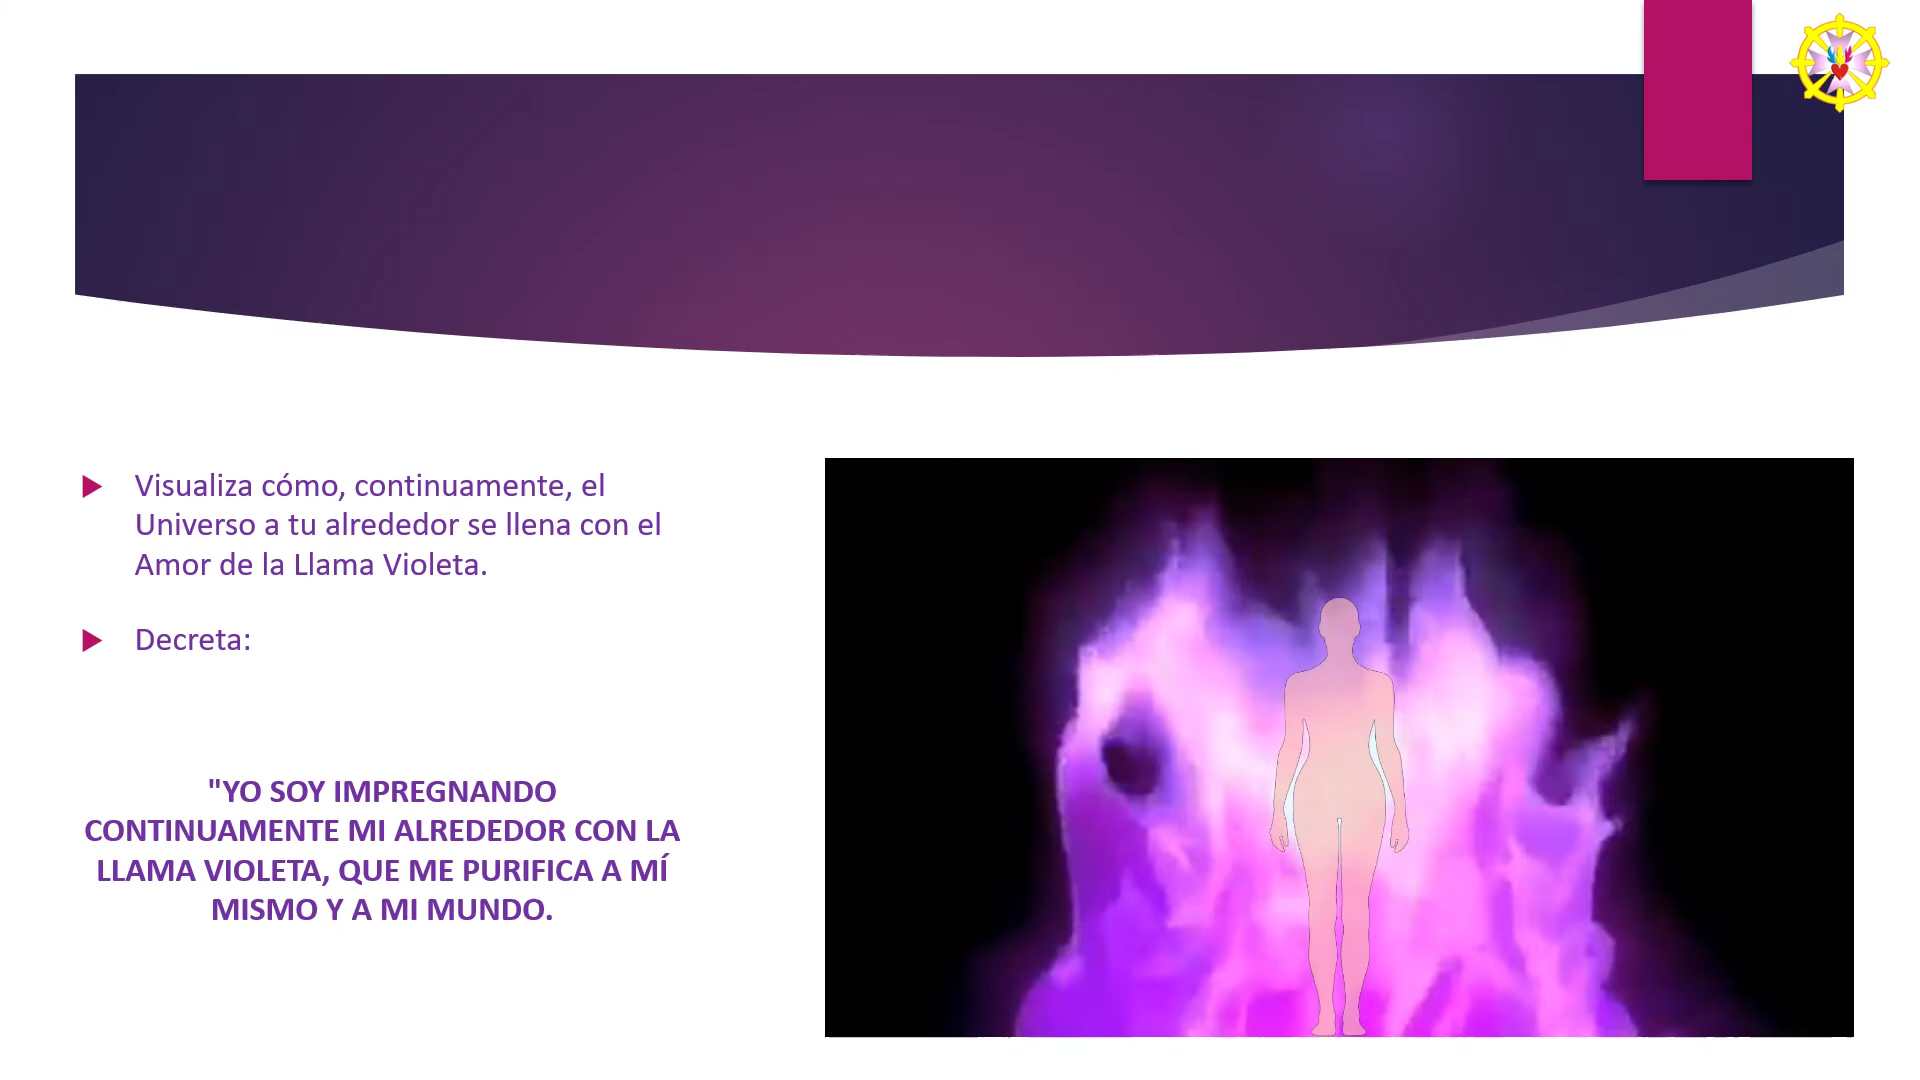 Visualiza cómo, continuamente, el
Universo a tu alrededor se llena con el
Amor de la Llama Violeta.
Decreta:
"YO SOY IMPREGNANDO
CONTINUAMENTE MI ALREDEDOR CON LA
LLAMA VIOLETA, QUE ME PURIFICA A MÍ
MISMO Y A MI MUNDO.